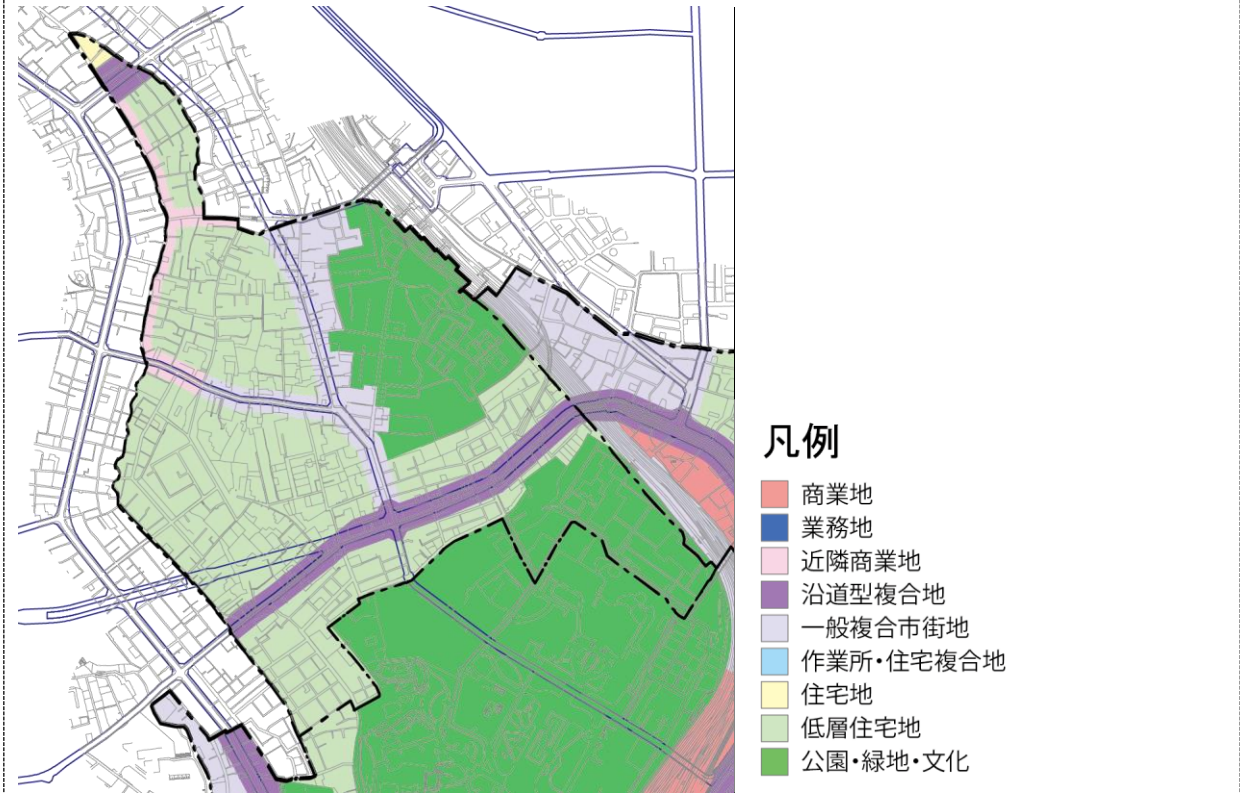 凡例
商業地
業務地
近隣商業地
沿道型複合地
一般複合市街地
作業所・住宅複合地
住宅地
低層住宅地
公園・緑地・文化